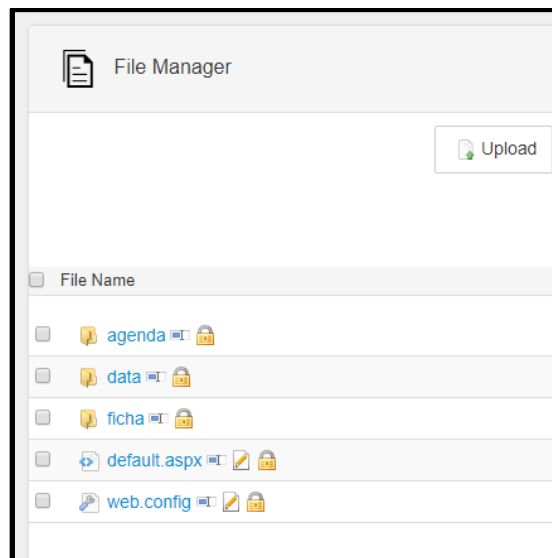 File Manager
Upload
File Name
agenda
data
ficha
default.aspx
web.config